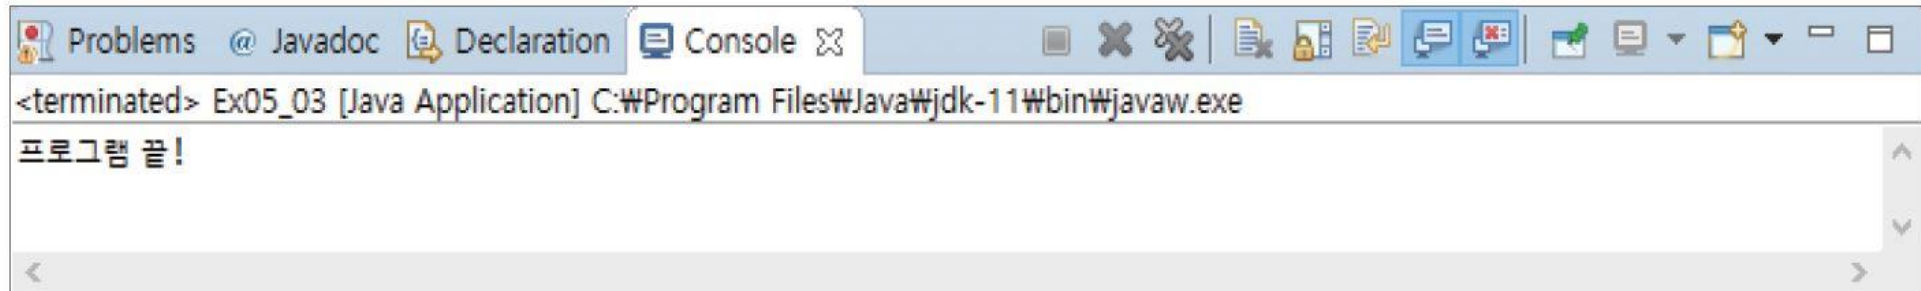 Problems @ Javadoc Declaration Console
<terminated> Ex05_03 [Java Application] C:₩Program Files₩Java₩jdk-11₩bin₩javaw.exe
프로그램 끝!